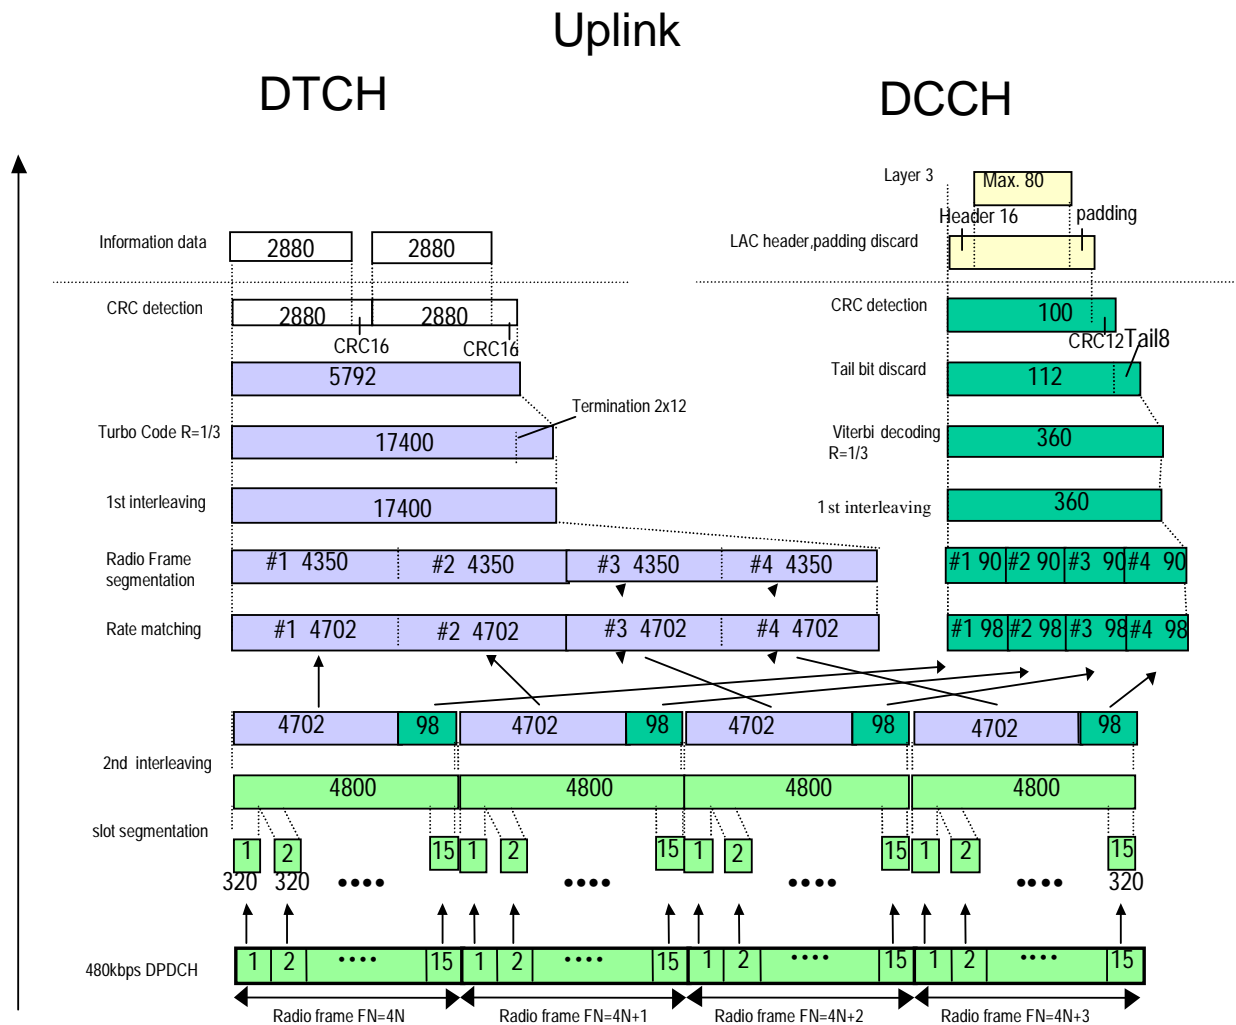 Uplink
DTCH
DCCH
Layer 3
Max. 80
Header 16
padding
Information data
2880
2880
LAC header,padding discard
CRC detection
2880
2880
CRC16
CRC16
CRC detection
100
CRC12
Tail8
5792
Tail bit discard
112
Termination 2x12
Turbo Code R=1/3
17400
Viterbi decoding
R=1/3
360
1st interleaving
17400
1st interleaving
360
Radio Frame
segmentation
#1 4350
#2 4350
#3 4350
#4 4350
#1 90
#2 90
#3 90
#4 90
Rate matching
#1 4702
#2 4702
#3 4702
#4 4702
#1 98
#2 98
#3 98
#4 98
4702
98
4702
98
4702
98
4702
98
2nd interleaving
4800
4800
4800
4800
slot segmentation
1
2
15
1
2
15
1
2
15
1
2
15
320
320
••••
••••
••••
••••
320
480kbps DPDCH
1
2
••••
15
1
2
••••
15
1
2
••••
15
1
2
••••
15
Radio frame FN=4N
Radio frame FN=4N+1
Radio frame FN=4N+2
Radio frame FN=4N+3